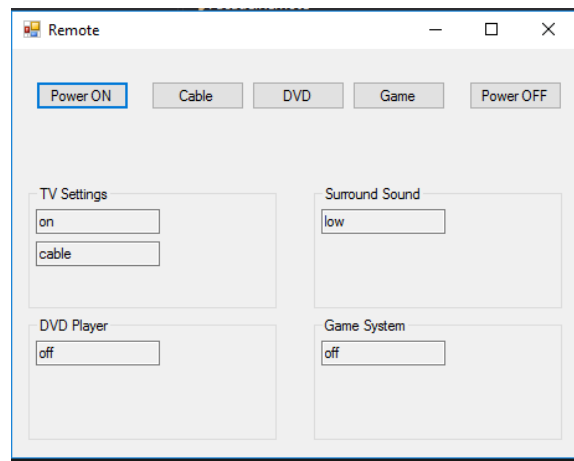 Remote
Power ON Cable DVD Game Power OFF
TV Settings
on
cable
Surround Sound
low
DVD Player
off
Game System
off